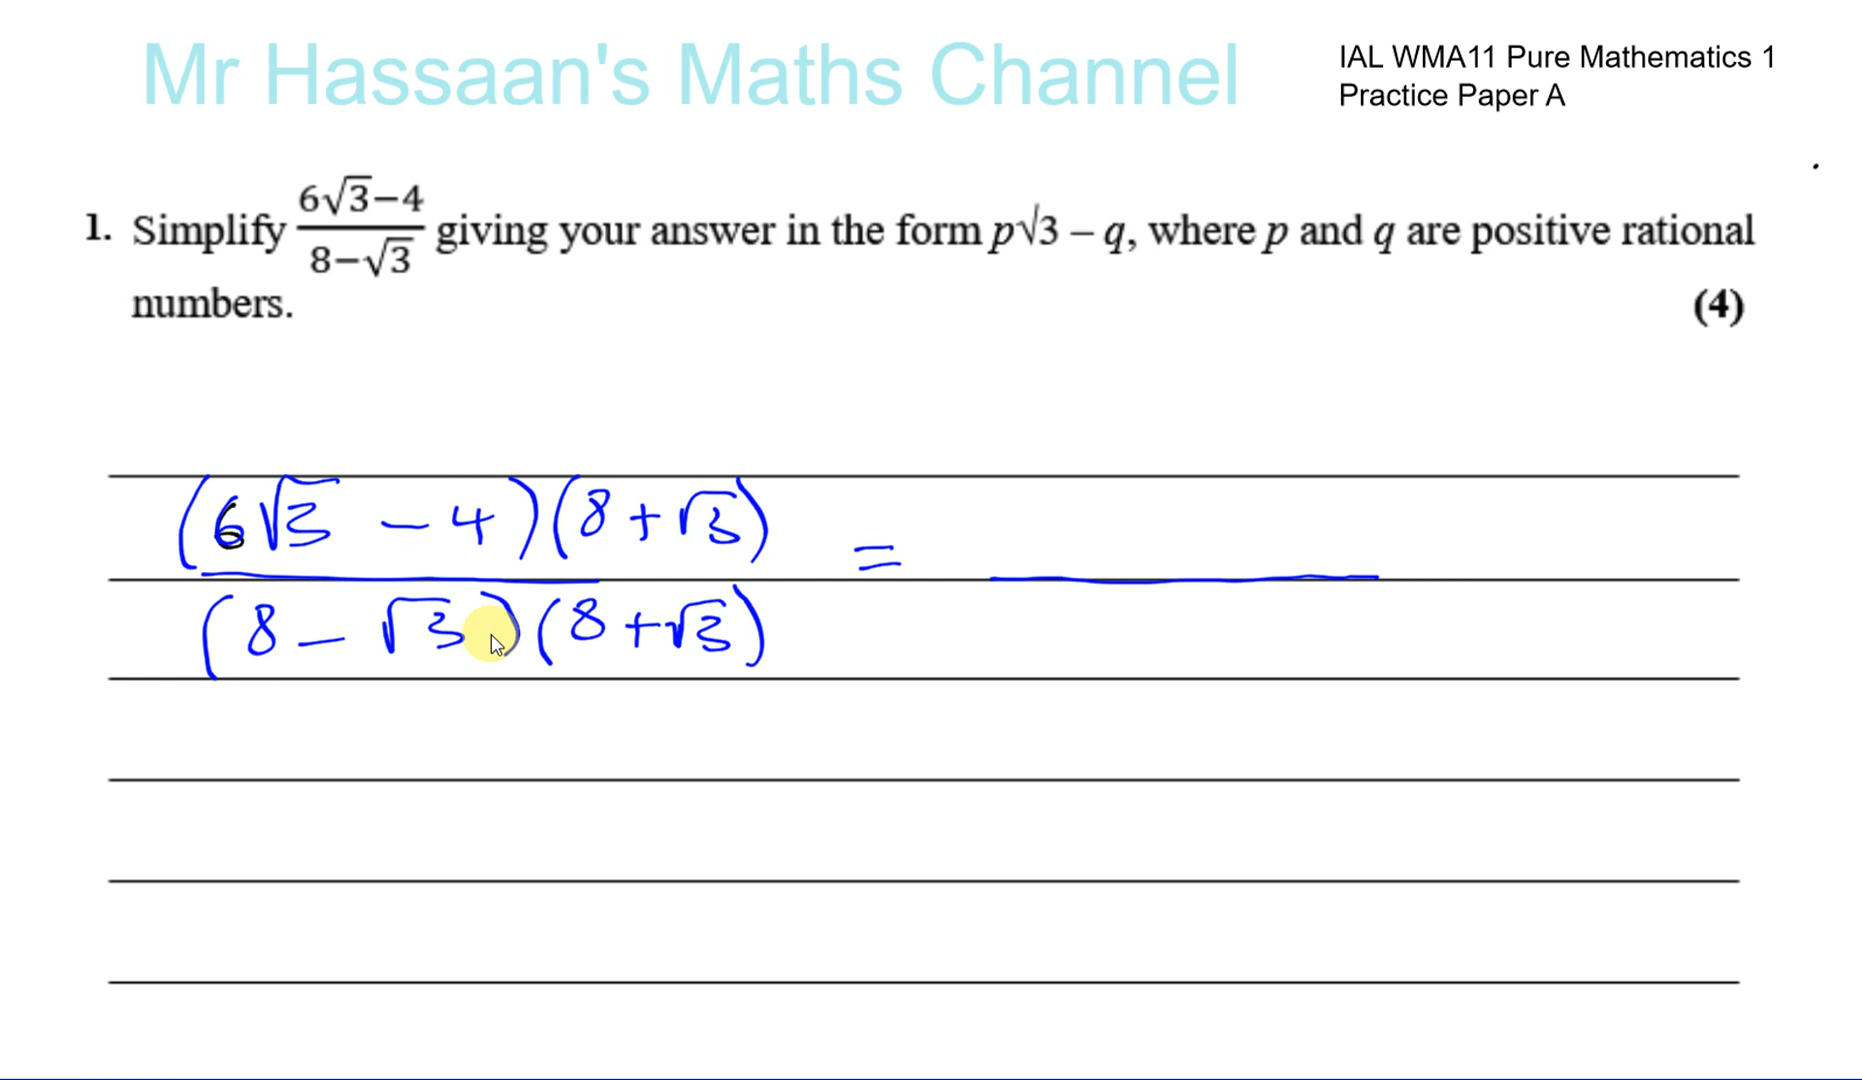 Mr Hassaan's Maths Channel
IAL WMA11 Pure Mathematics 1
Practice Paper A
1. Simplify (6√3−4)/(8−√3) giving your answer in the form p√3 – q, where p and q are positive rational
numbers. (4)
(6√3 − 4)(8 + √3) =
(8 − √3)(8 + √3)